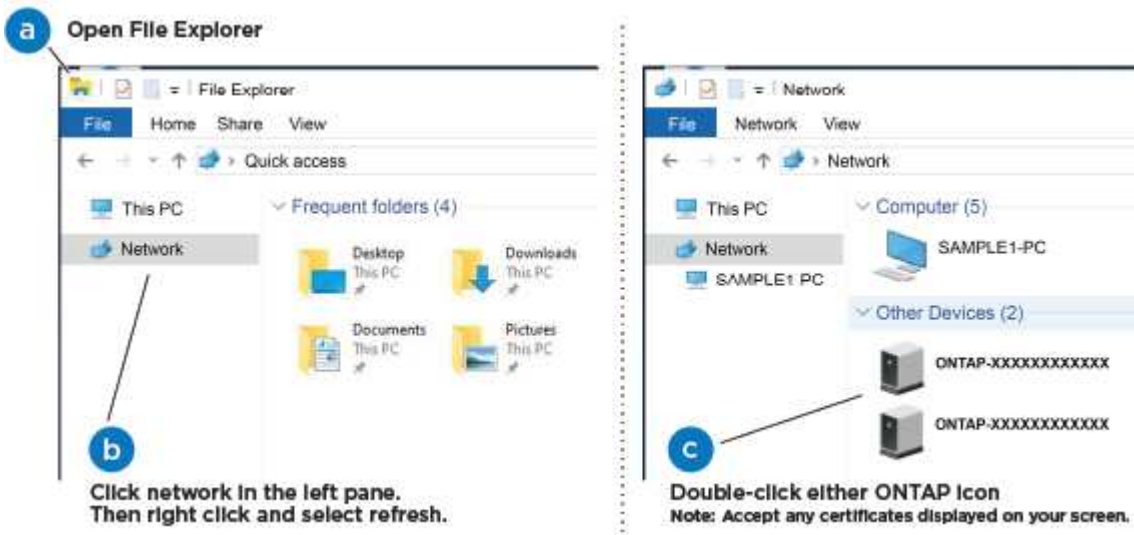 a Open File Explorer
File Explorer
File Home Share View
Quick access
This PC
Network
Frequent folders (4)
Desktop
This PC
Downloads
This PC
Documents
This PC
Pictures
This PC
b
Click network in the left pane.
Then right click and select refresh.
Network
File Network View
Network
This PC
Network
SAMPLE1 PC
Computer (5)
SAMPLE1-PC
Other Devices (2)
ONTAP-XXXXXXXXXXXX
ONTAP-XXXXXXXXXXXX
c
Double-click either ONTAP icon
Note: Accept any certificates displayed on your screen.